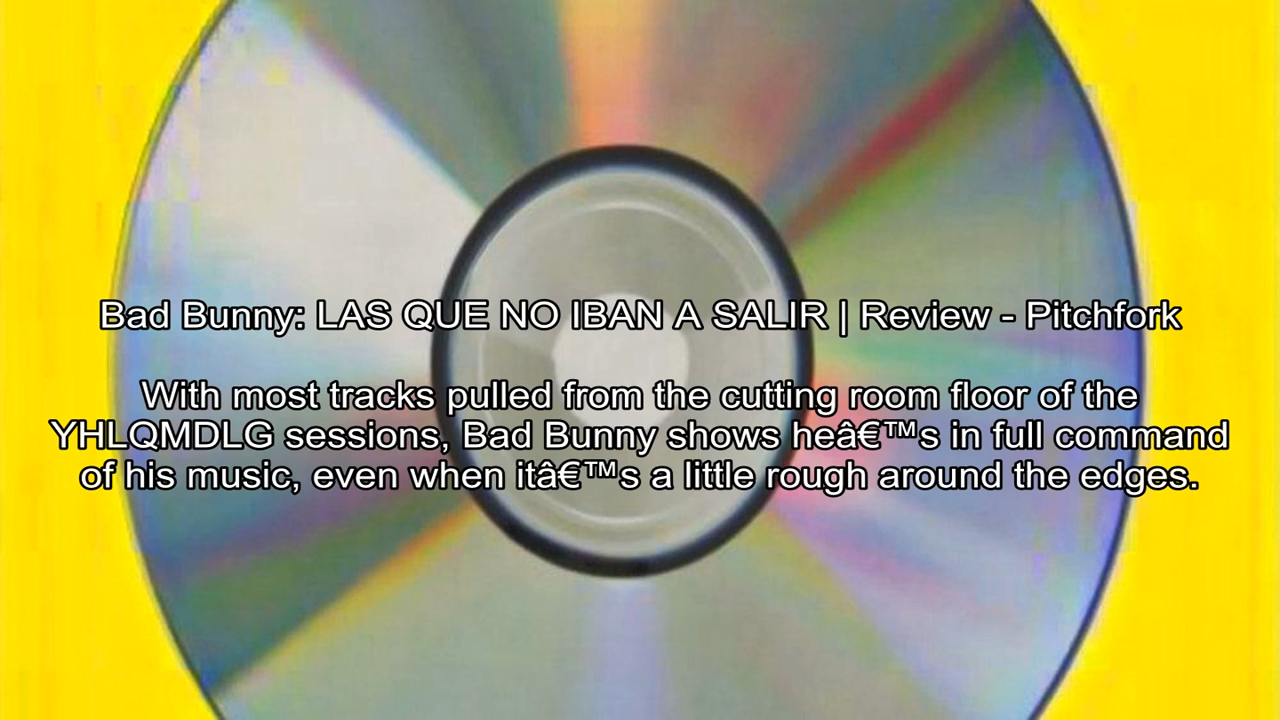 Bad Bunny: LAS QUE NO IBAN A SALIR | Review - Pitchfork
With most tracks pulled from the cutting room floor of the
YHLQMDLG sessions, Bad Bunny shows heâ€™s in full command
of his music, even when itâ€™s a little rough around the edges.